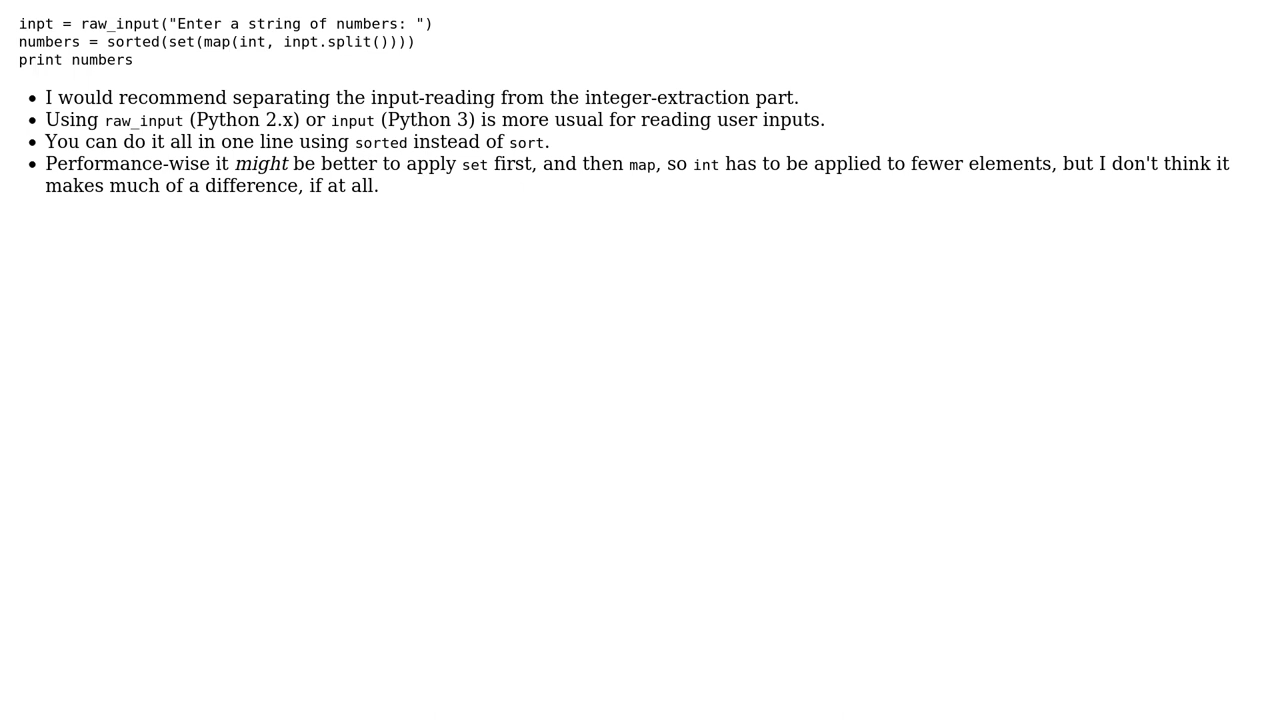 inpt = raw_input("Enter a string of numbers: ")
numbers = sorted(set(map(int, inpt.split())))
print numbers
• I would recommend separating the input-reading from the integer-extraction part.
• Using raw_input (Python 2.x) or input (Python 3) is more usual for reading user inputs.
• You can do it all in one line using sorted instead of sort.
• Performance-wise it might be better to apply set first, and then map, so int has to be applied to fewer elements, but I don't think it
makes much of a difference, if at all.